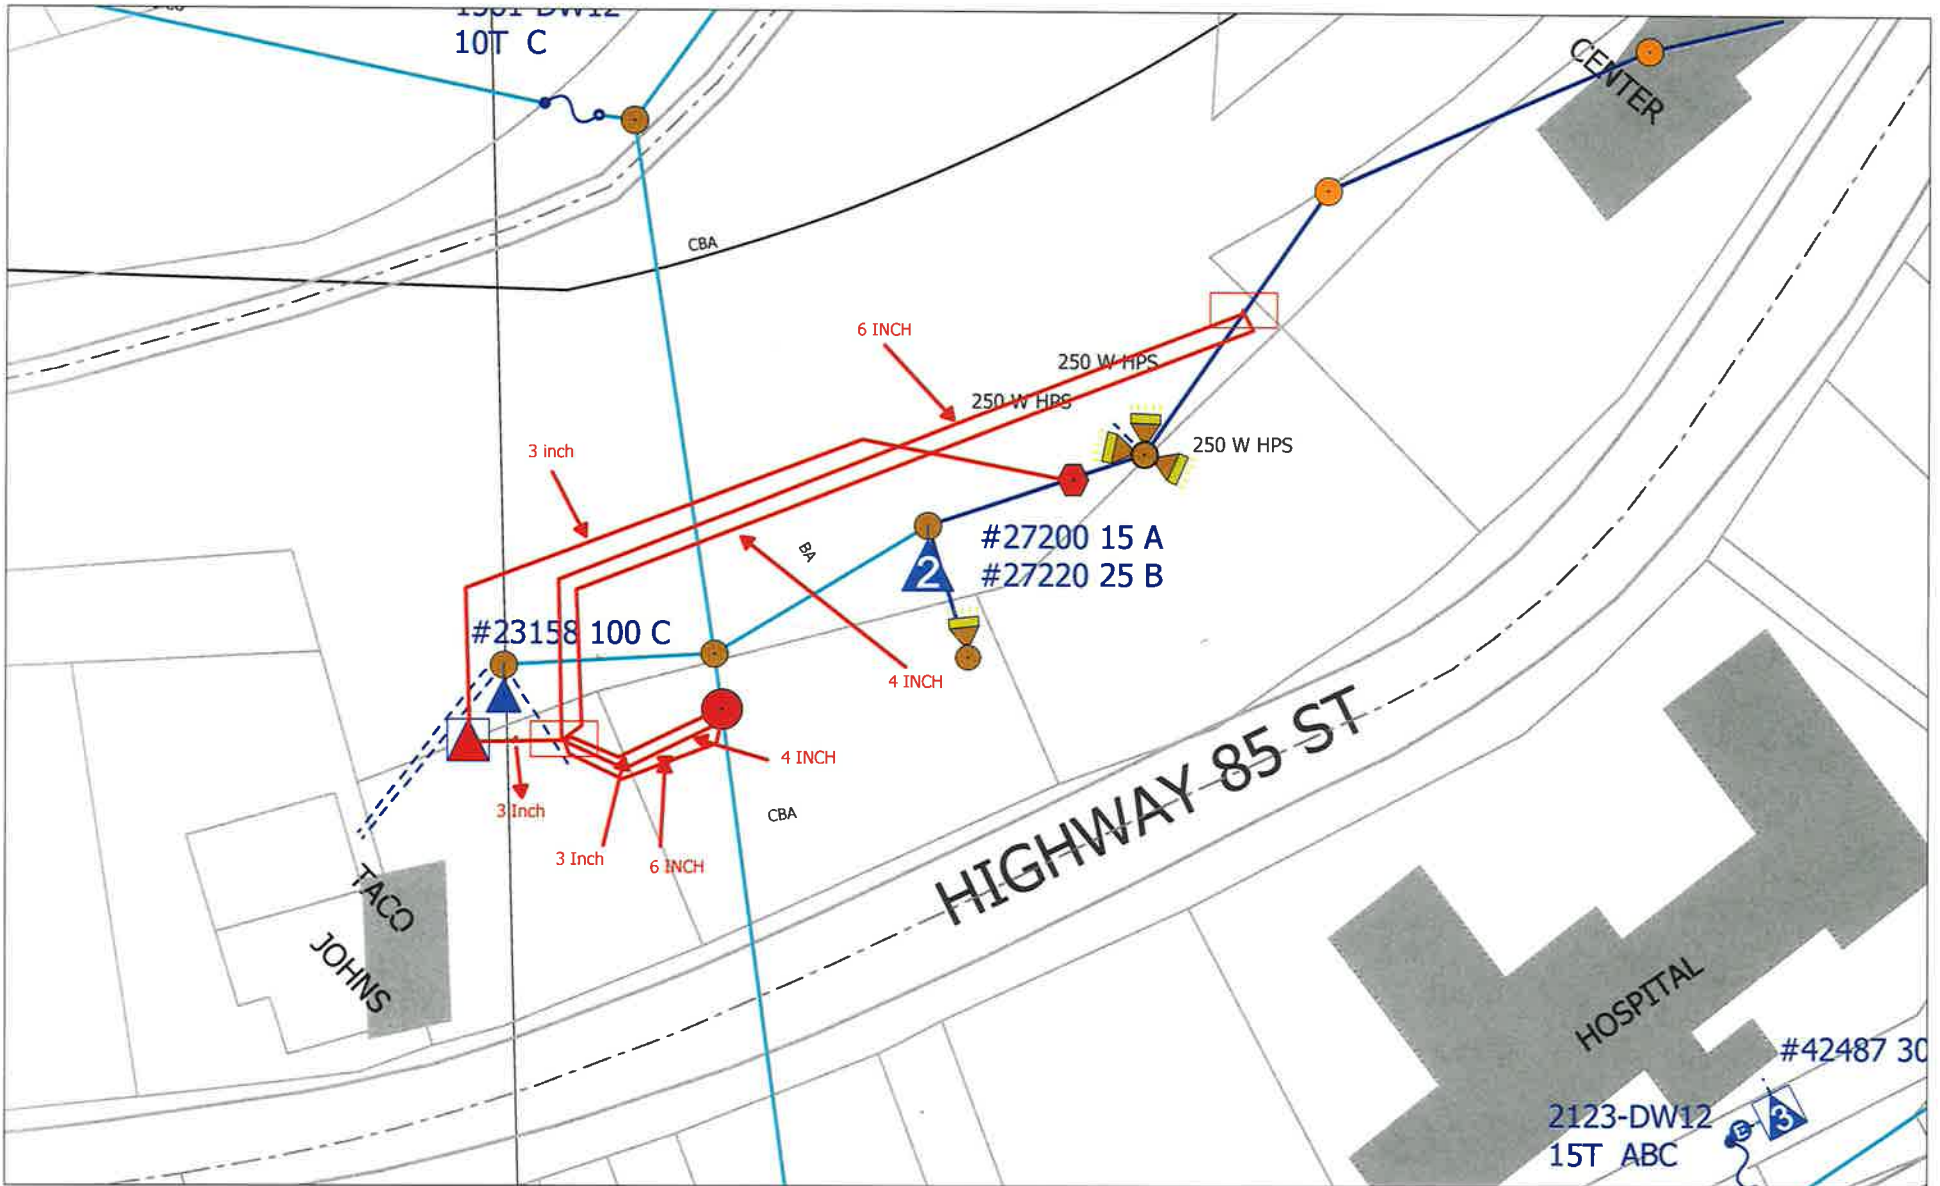 10T C
CENTER
CBA
6 INCH
250 W HPS
250 W HPS
250 W HPS
3 inch
#27200 15 A
BA
#27220 25 B
2
#23158 100 C
4 INCH
4 INCH
3 Inch
CBA
3 Inch
6 INCH
HIGHWAY 85 ST
TACO
JOHNS
HOSPITAL
#42487 30
2123-DW12
E
3
15T ABC